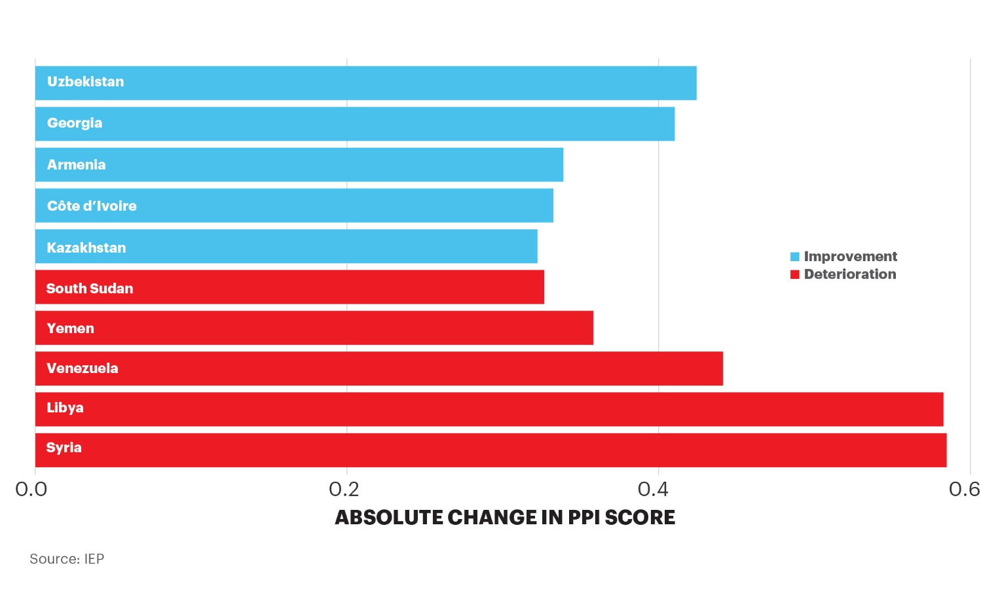 Uzbekistan
Georgia
Armenia
Côte d’Ivoire
Kazakhstan
South Sudan
Yemen
Venezuela
Libya
Syria
Improvement
Deterioration
0.0 0.2 0.4 0.6
ABSOLUTE CHANGE IN PPI SCORE
Source: IEP